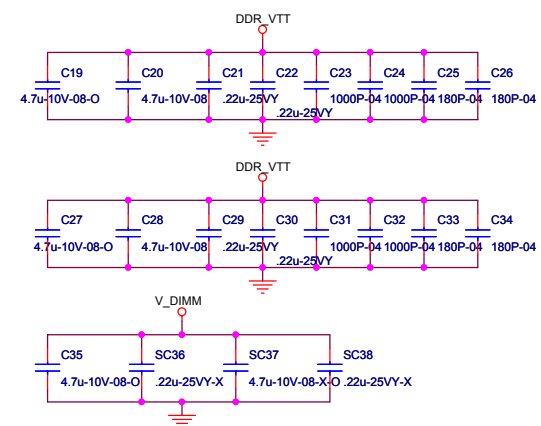 DDR_VTT
C19 C20 C21 C22 C23 C24 C25 C26
4.7u-10V-08-O 4.7u-10V-08 .22u-25VY 1000P-04 1000P-04 180P-04 180P-04
.22u-25VY
DDR_VTT
C27 C28 C29 C30 C31 C32 C33 C34
4.7u-10V-08-O 4.7u-10V-08 .22u-25VY 1000P-04 1000P-04 180P-04 180P-04
.22u-25VY
V_DIMM
C35 SC36 SC37 SC38
4.7u-10V-08-O .22u-25VY-X 4.7u-10V-08-X-O .22u-25VY-X